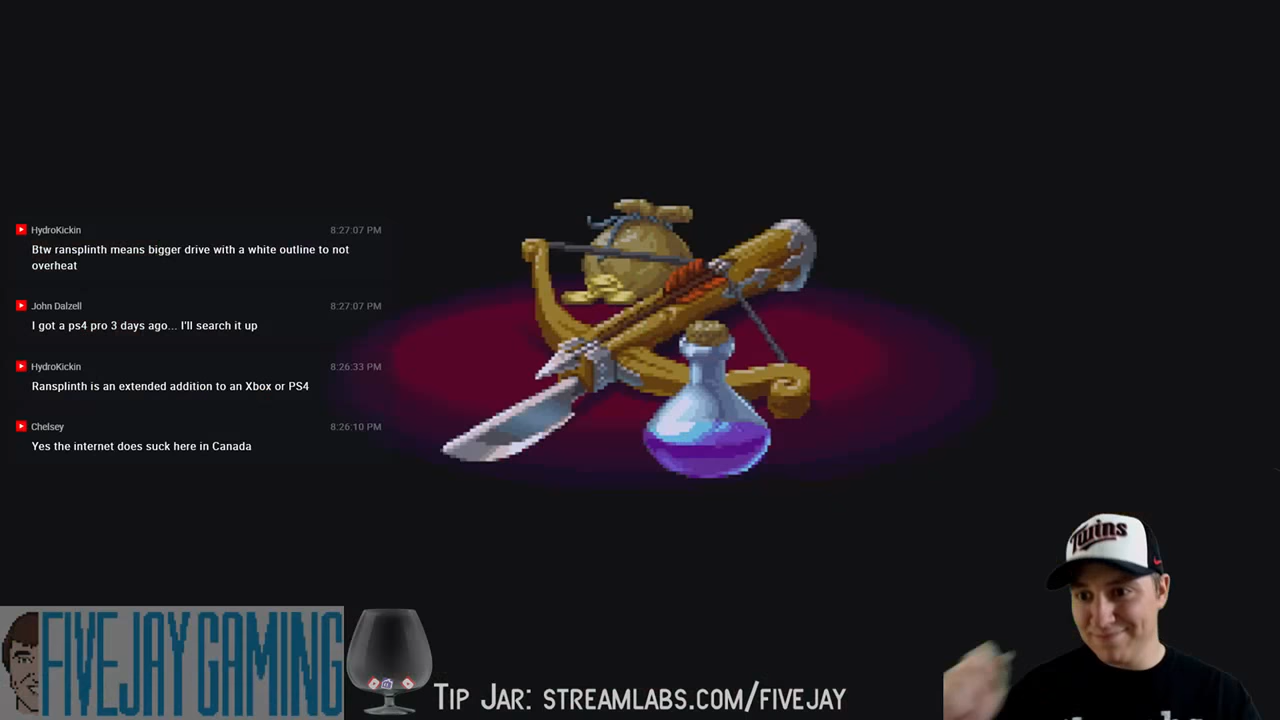 HydroKickin 8:27:07 PM
Btw ransplinth means bigger drive with a white outline to not
overheat
John Dalzell 8:27:07 PM
I got a ps4 pro 3 days ago... I'll search it up
HydroKickin 8:26:33 PM
Ransplinth is an extended addition to an Xbox or PS4
Chelsey 8:26:10 PM
Yes the internet does suck here in Canada
Twins
FIVEJAY GAMING
TIP JAR: STREAMLABS.COM/FIVEJAY